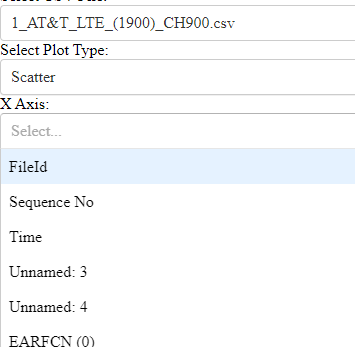 1_AT&T_LTE_(1900)_CH900.csv
Select Plot Type:
Scatter
X Axis:
Select...
FileId
Sequence No
Time
Unnamed: 3
Unnamed: 4
EARFCN (0)